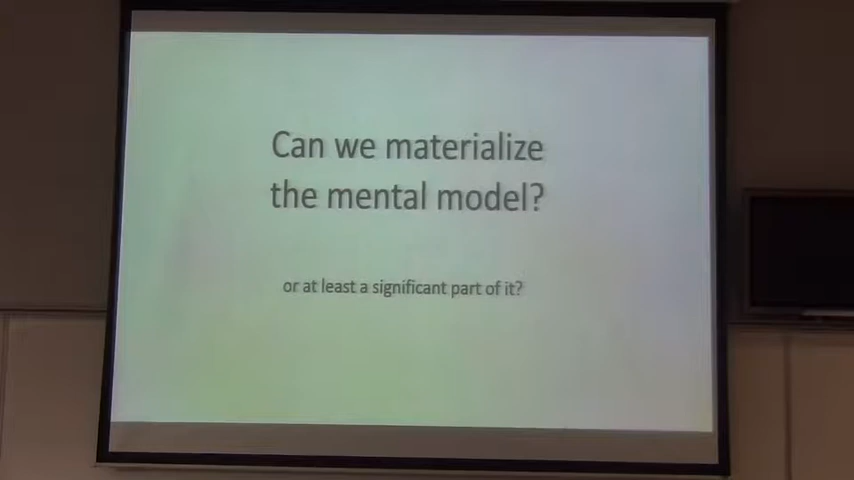 Can we materialize
the mental model?
or at least a significant part of it?